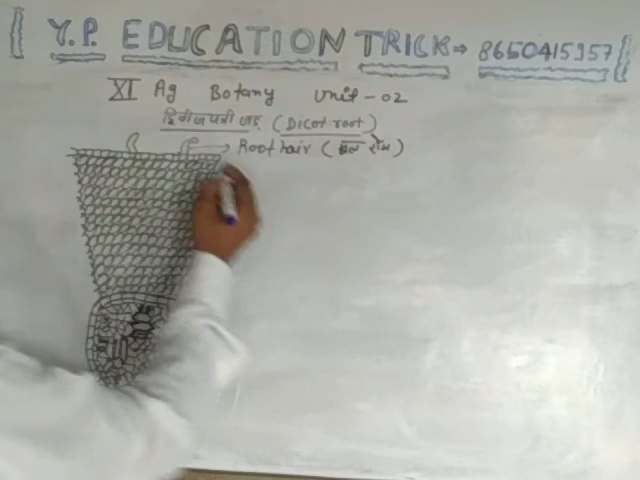 Y.P. EDUCATION TRICK→ 8650415957
XI Ag Botany Unit-02
द्विबीजपत्री जड़ (Dicot root)
Root hair (मूल रोम)